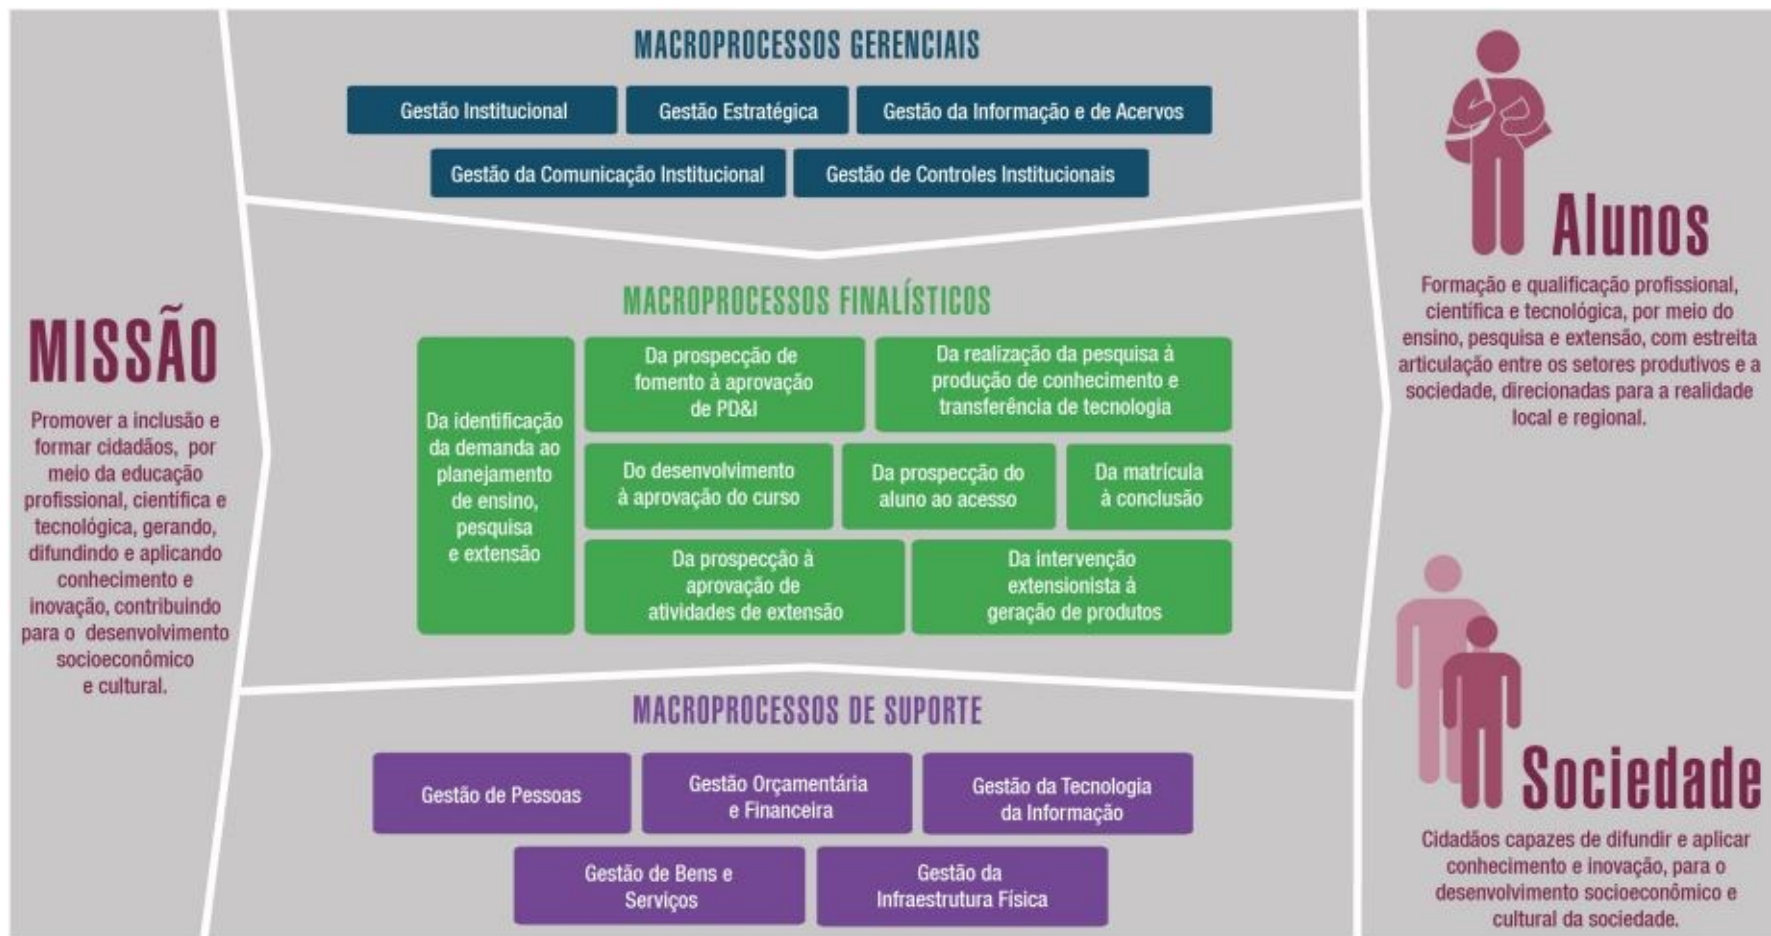 MISSÃO
Promover a inclusão e
formar cidadãos, por
meio da educação
profissional, científica e
tecnológica, gerando,
difundindo e aplicando
conhecimento e
inovação, contribuindo
para o desenvolvimento
socioeconômico
e cultural.
MACROPROCESSOS GERENCIAIS
Gestão Institucional
Gestão Estratégica
Gestão da Informação e de Acervos
Gestão da Comunicação Institucional
Gestão de Controles Institucionais
MACROPROCESSOS FINALÍSTICOS
Da identificação
da demanda ao
planejamento
de ensino,
pesquisa
e extensão
Da prospecção de
fomento à aprovação
de PD&I
Da realização da pesquisa à
produção de conhecimento e
transferência de tecnologia
Do desenvolvimento
à aprovação do curso
Da prospecção do
aluno ao acesso
Da matrícula
à conclusão
Da prospecção à
aprovação de
atividades de extensão
Da intervenção
extensionista à
geração de produtos
MACROPROCESSOS DE SUPORTE
Gestão de Pessoas
Gestão Orçamentária
e Financeira
Gestão da Tecnologia
da Informação
Gestão de Bens e
Serviços
Gestão da
Infraestrutura Física
Alunos
Formação e qualificação profissional,
científica e tecnológica, por meio do
ensino, pesquisa e extensão, com estreita
articulação entre os setores produtivos e a
sociedade, direcionadas para a realidade
local e regional.
Sociedade
Cidadãos capazes de difundir e aplicar
conhecimento e inovação, para o
desenvolvimento socioeconômico e
cultural da sociedade.